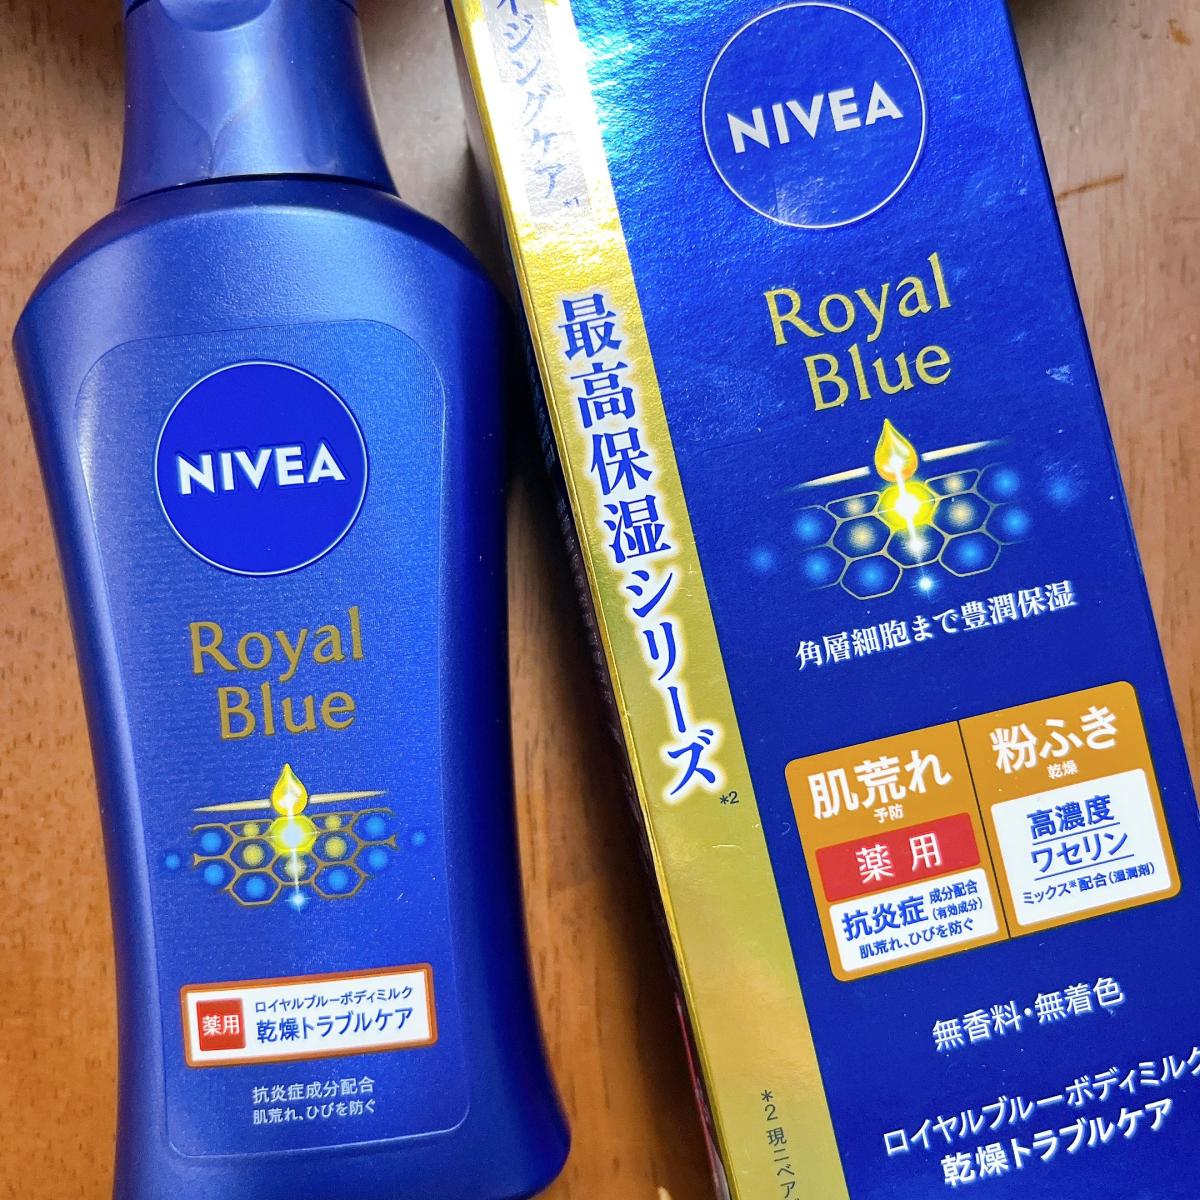 NIVEA
Royal
Blue
薬用
ロイヤルブルーボディミルク
乾燥トラブルケア
抗炎症成分配合
肌荒れ、ひびを防ぐ
イジングケア*1
最高保湿シリーズ*2
*2 現ニベア
NIVEA
Royal
Blue
角層細胞まで豊潤保湿
肌荒れ
予防
薬用
抗炎症成分配合(有効成分)
肌荒れ、ひびを防ぐ
粉ふき
乾燥
高濃度
ワセリン
ミックス*配合(湿潤剤)
無香料・無着色
ロイヤルブルーボディミルク
乾燥トラブルケア